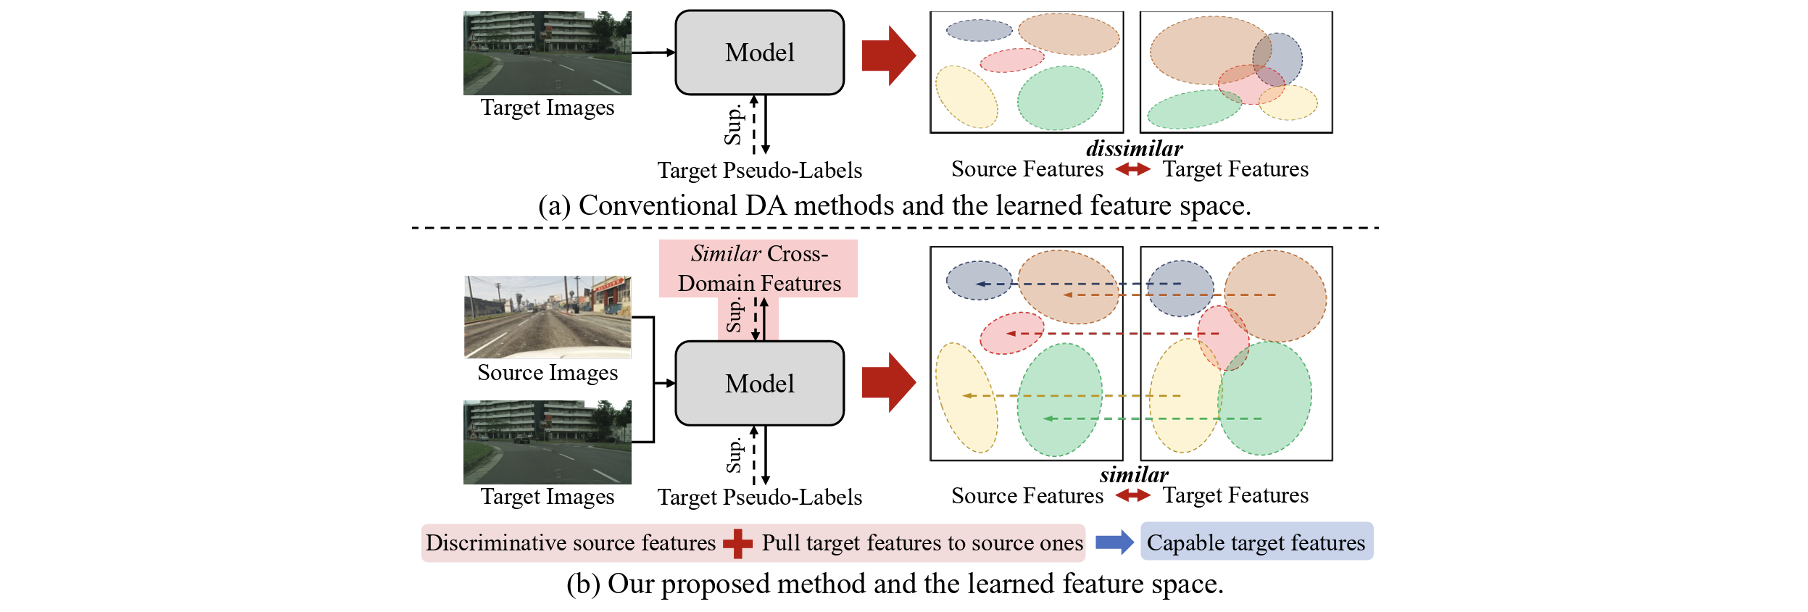 Model
Target Images
Sup.
Target Pseudo-Labels
dissimilar
Source Features
Target Features
(a) Conventional DA methods and the learned feature space.
Similar Cross-
Domain Features
Sup.
Source Images
Model
Target Images
Sup.
Target Pseudo-Labels
similar
Source Features
Target Features
Discriminative source features
Pull target features to source ones
Capable target features
(b) Our proposed method and the learned feature space.